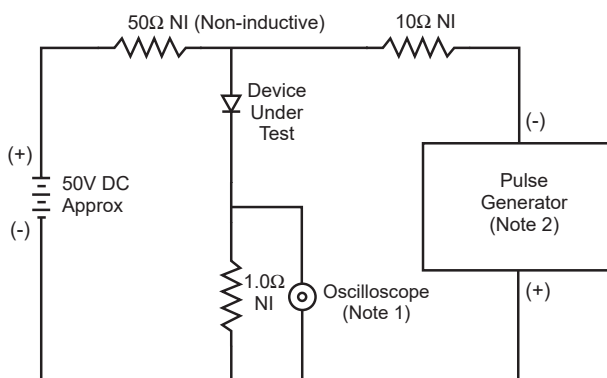 50Ω NI (Non-inductive)
10Ω NI
Device
Under
Test
(+)
50V DC
Approx
(-)
(-)
Pulse
Generator
(Note 2)
(+)
1.0Ω
NI
Oscilloscope
(Note 1)